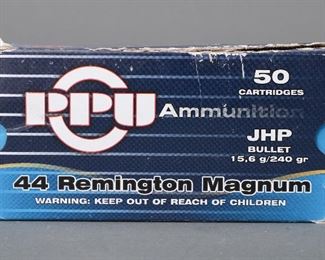 50
CARTRIDGES
PPU Ammunition
JHP
BULLET
15,6 g/240 gr
44 Remington Magnum
WARNING: KEEP OUT OF REACH OF CHILDREN